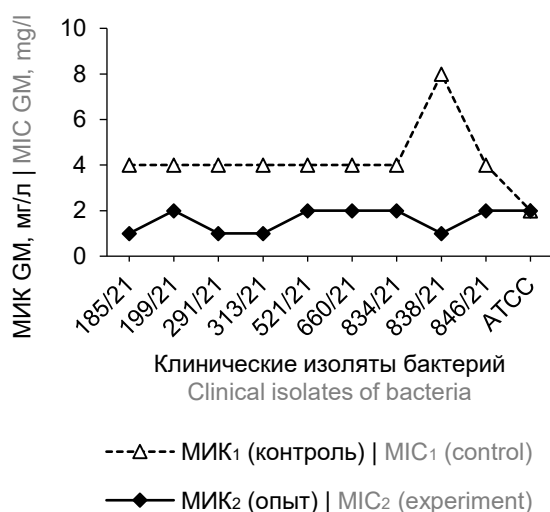 МИК GM, мг/л | MIC GM, mg/l
10
8
6
4
2
0
185/21
199/21
291/21
313/21
521/21
660/21
834/21
838/21
846/21
ATCC
Клинические изоляты бактерий
Clinical isolates of bacteria
МИК₁ (контроль) | MIC₁ (control)
МИК₂ (опыт) | MIC₂ (experiment)